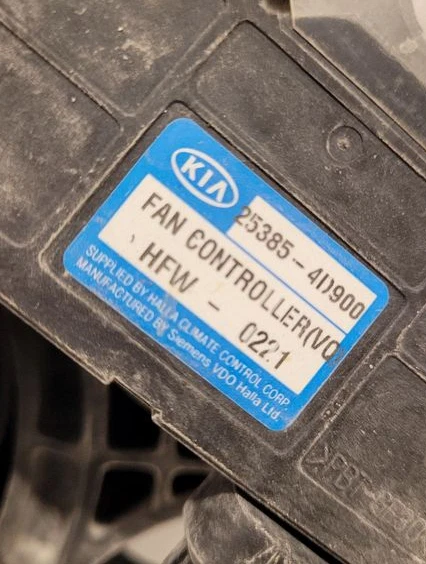 KIA
25385-4D900
FAN CONTROLLER(VQ
HFW - 0221
SUPPLIED BY HALLA CLIMATE CONTROL CORP.
MANUFACTURED BY Siemens VDO Halla Ltd.